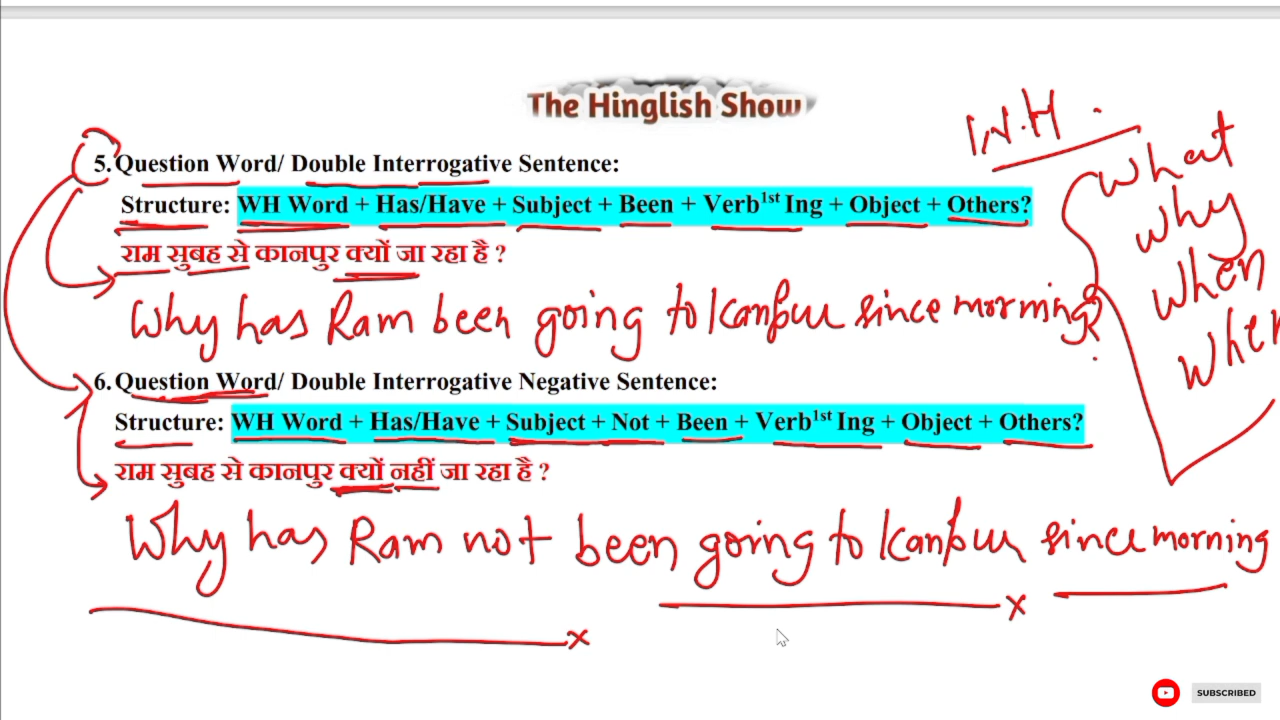 The Hinglish Show
5. Question Word/ Double Interrogative Sentence:
Structure: WH Word + Has/Have + Subject + Been + Verb1st Ing + Object + Others?
राम सुबह से कानपुर क्यों जा रहा है ?
Why has Ram been going to Kanpur since morning?
6. Question Word/ Double Interrogative Negative Sentence:
Structure: WH Word + Has/Have + Subject + Not + Been + Verb1st Ing + Object + Others?
राम सुबह से कानपुर क्यों नहीं जा रहा है ?
Why has Ram not been going to Kanpur since morning
W.H.
What
Why
When
SUBSCRIBED